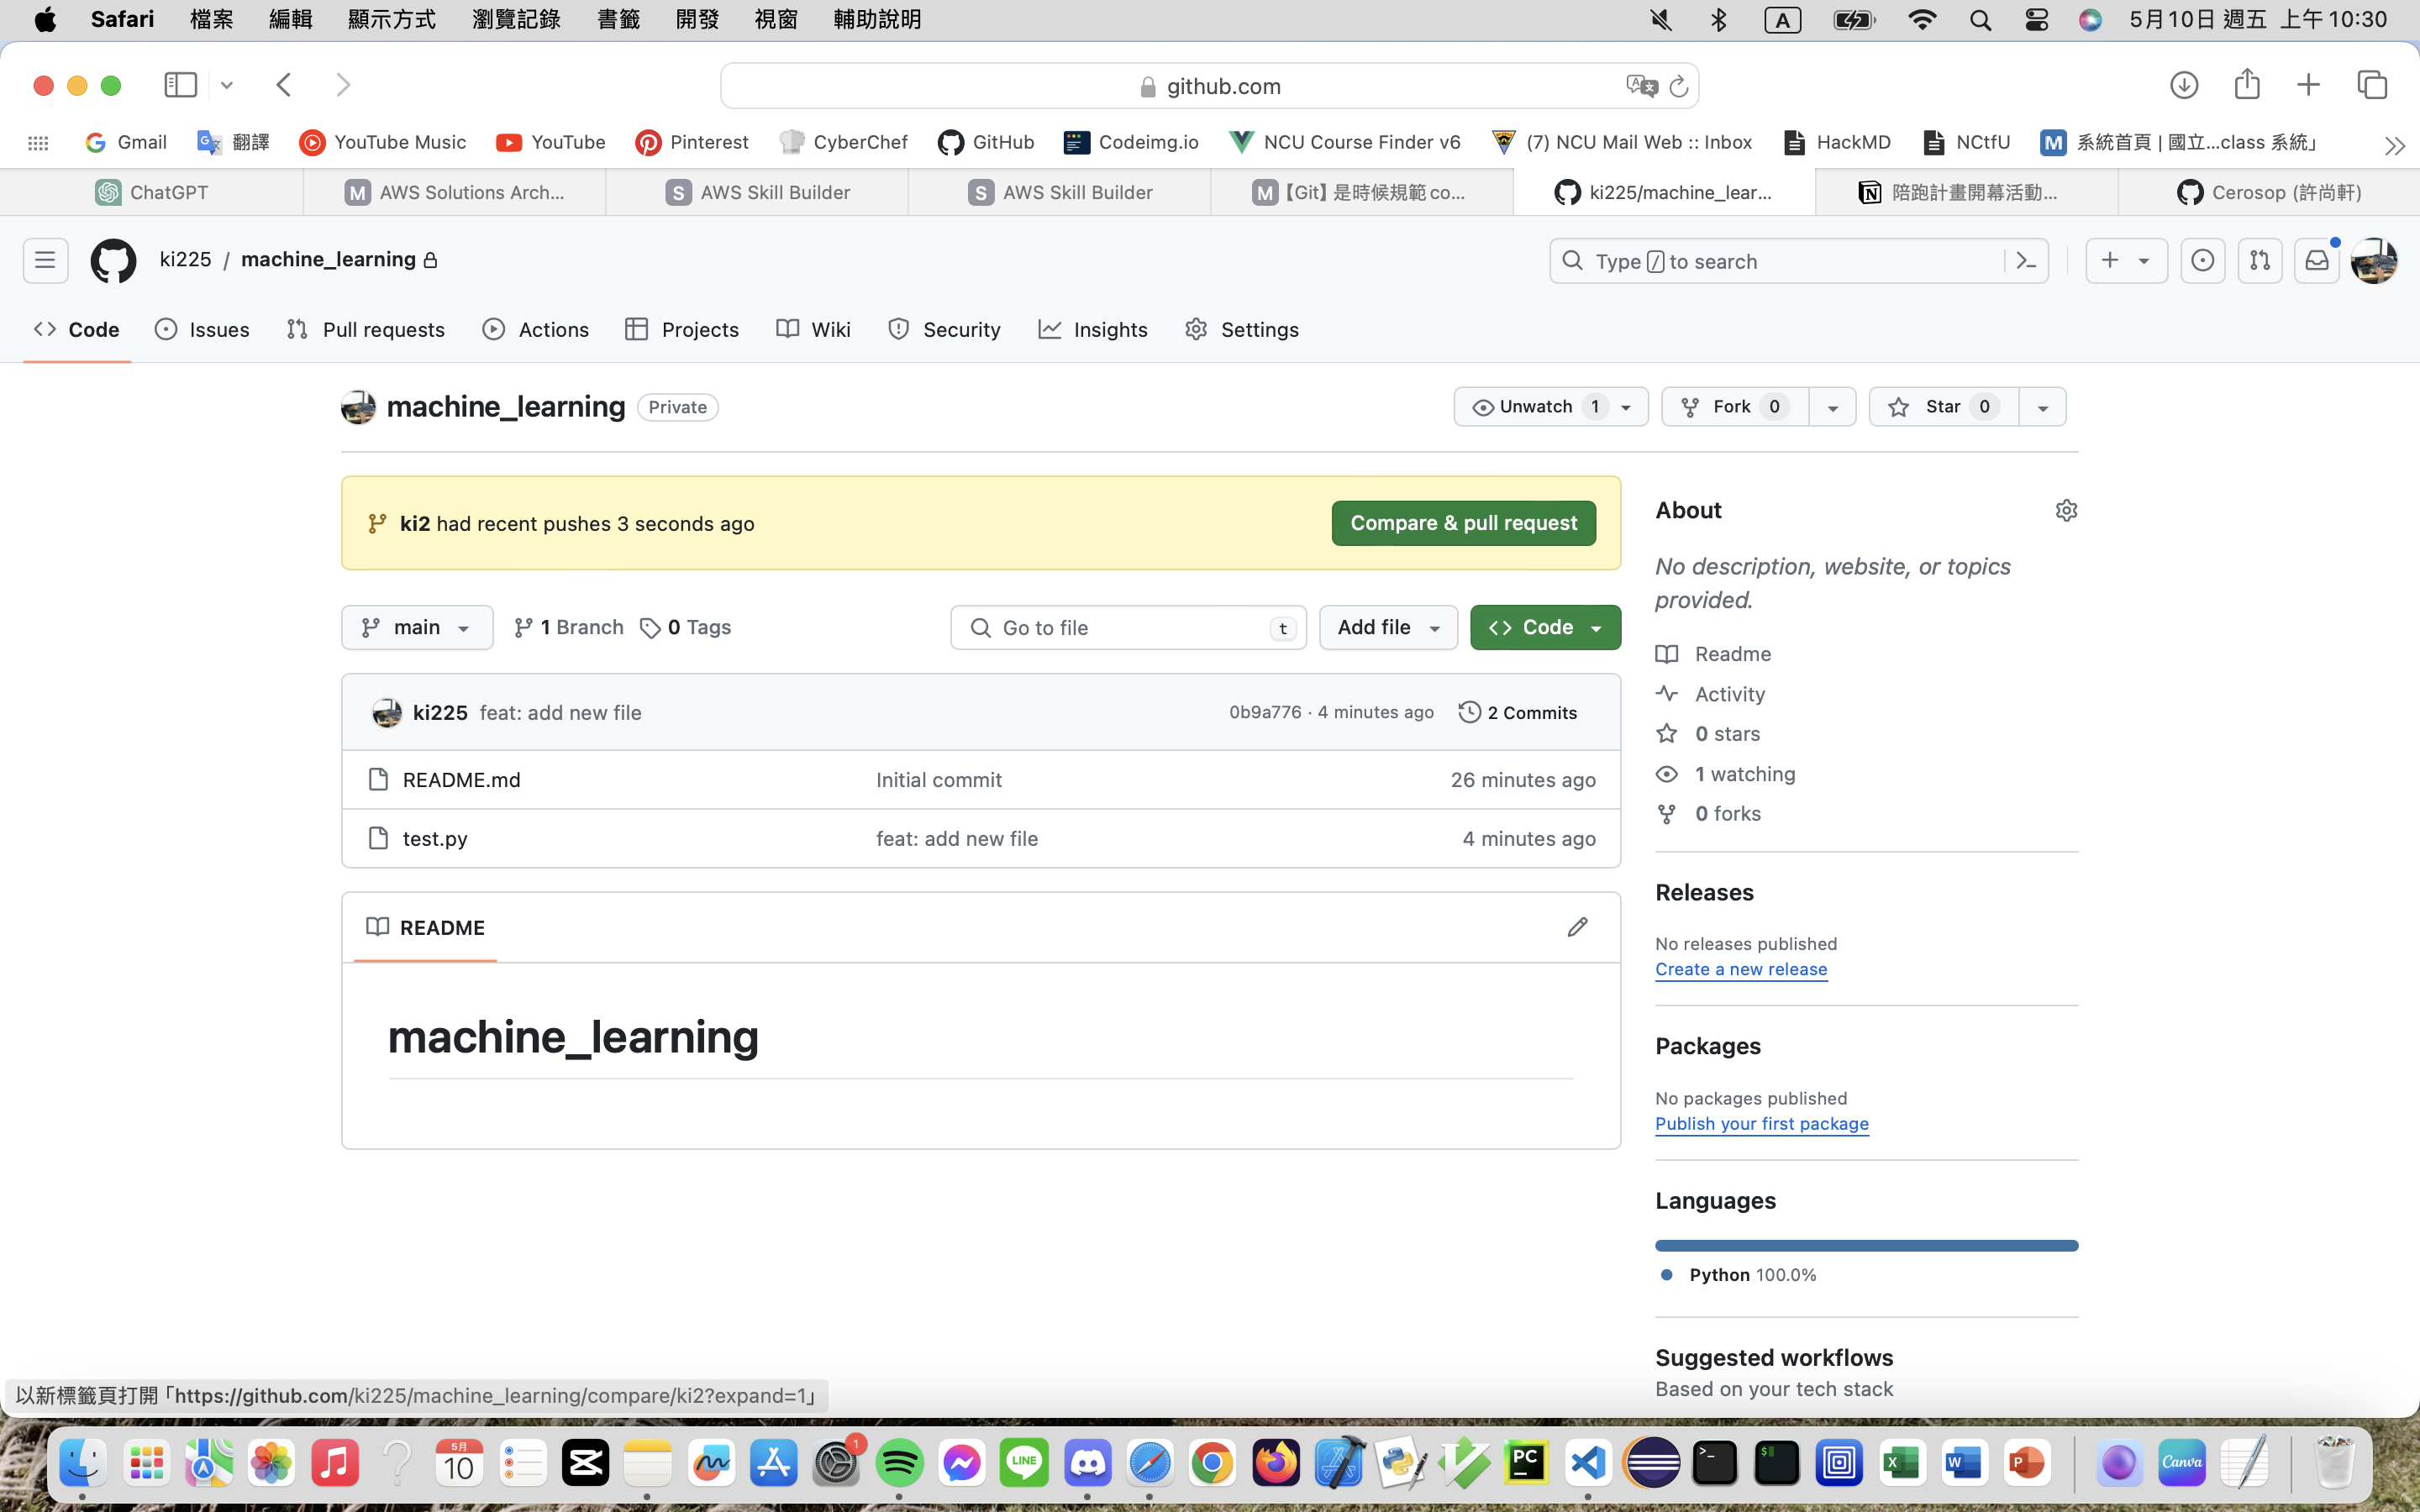 Safari 檔案 編輯 顯示方式 瀏覽記錄 書籤 開發 視窗 輔助說明 A 5月10日 週五 上午10:30
github.com
Gmail 翻譯 YouTube Music YouTube Pinterest CyberChef GitHub Codeimg.io NCU Course Finder v6 (7) NCU Mail Web :: Inbox HackMD NCtfU M 系統首頁 | 國立...class 系統」
ChatGPT M AWS Solutions Arch... S AWS Skill Builder S AWS Skill Builder M 【Git】是時候規範 co... ki225/machine_lear... 陪跑計畫開幕活動... Cerosop (許尚軒)
ki225 / machine_learning Type / to search
Code Issues Pull requests Actions Projects Wiki Security Insights Settings
machine_learning Private Unwatch 1 Fork 0 Star 0
ki2 had recent pushes 3 seconds ago Compare & pull request
main 1 Branch 0 Tags Go to file t Add file Code
ki225 feat: add new file 0b9a776 · 4 minutes ago 2 Commits
README.md Initial commit 26 minutes ago
test.py feat: add new file 4 minutes ago
README
machine_learning
About
No description, website, or topics
provided.
Readme
Activity
0 stars
1 watching
0 forks
Releases
No releases published
Create a new release
Packages
No packages published
Publish your first package
Languages
Python 100.0%
Suggested workflows
Based on your tech stack
以新標籤頁打開「https://github.com/ki225/machine_learning/compare/ki2?expand=1」
5月
10
1
LINE
PC
X
W
P
Canva